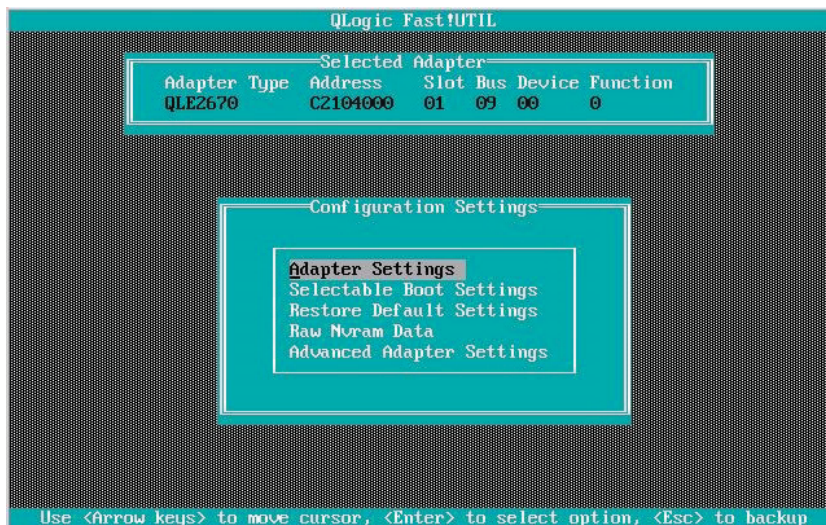 QLogic Fast!UTIL
Selected Adapter
Adapter Type Address Slot Bus Device Function
QLE2670 C2104000 01 09 00 0
Configuration Settings
Adapter Settings
Selectable Boot Settings
Restore Default Settings
Raw Nvram Data
Advanced Adapter Settings
Use <Arrow keys> to move cursor, <Enter> to select option, <Esc> to backup